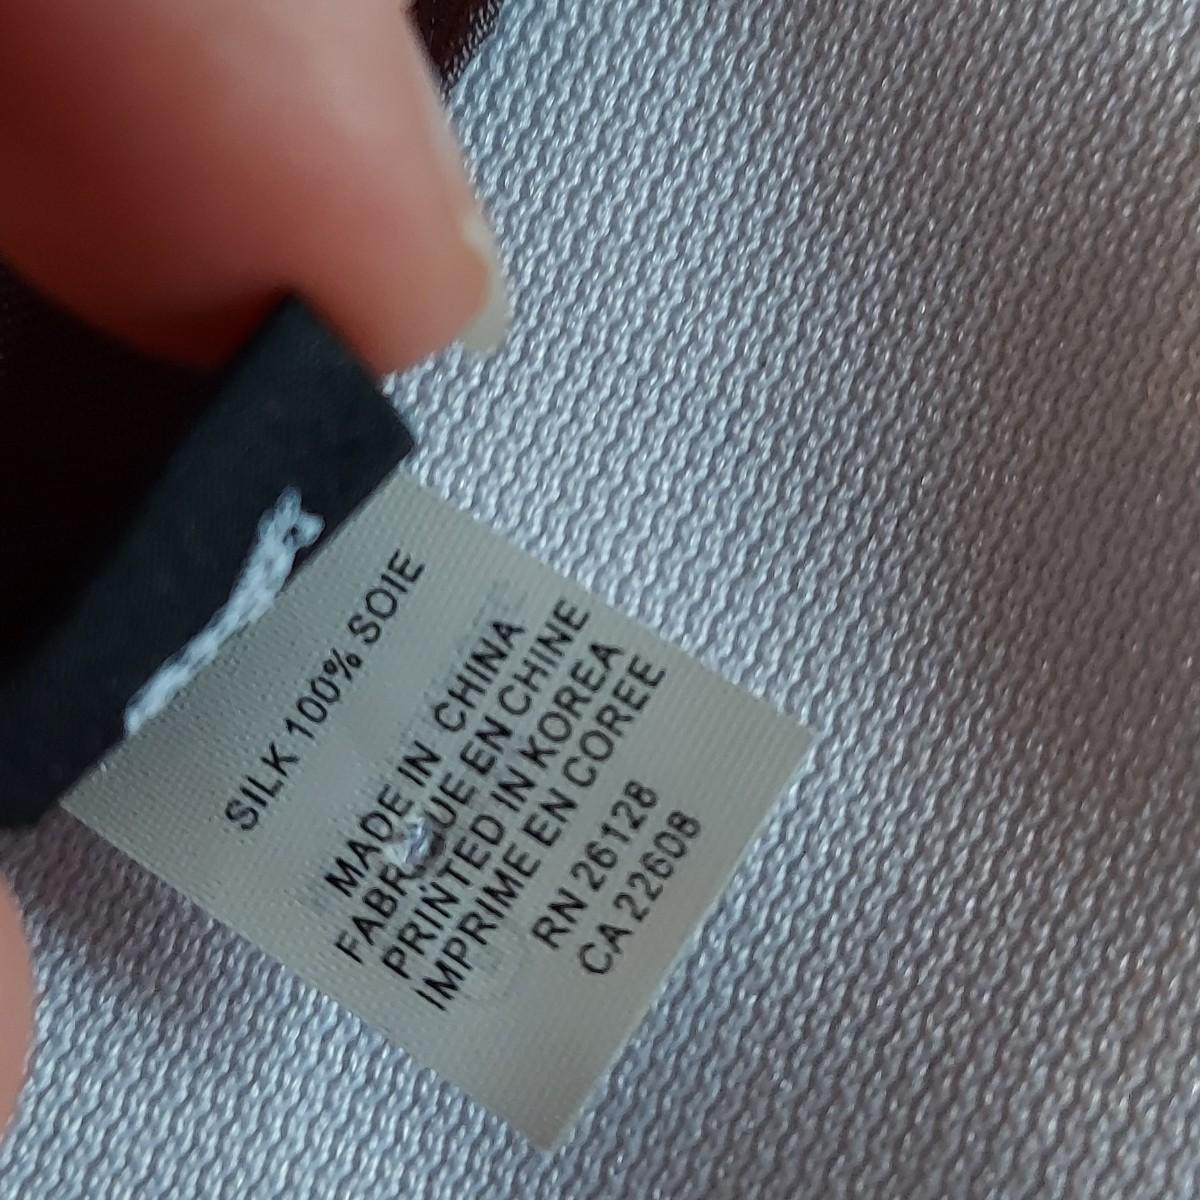 SILK 100% SOIE
MADE IN CHINA
FABRIQUE EN CHINE
PRINTED IN KOREA
IMPRIME EN COREE
RN 26128
CA 22608